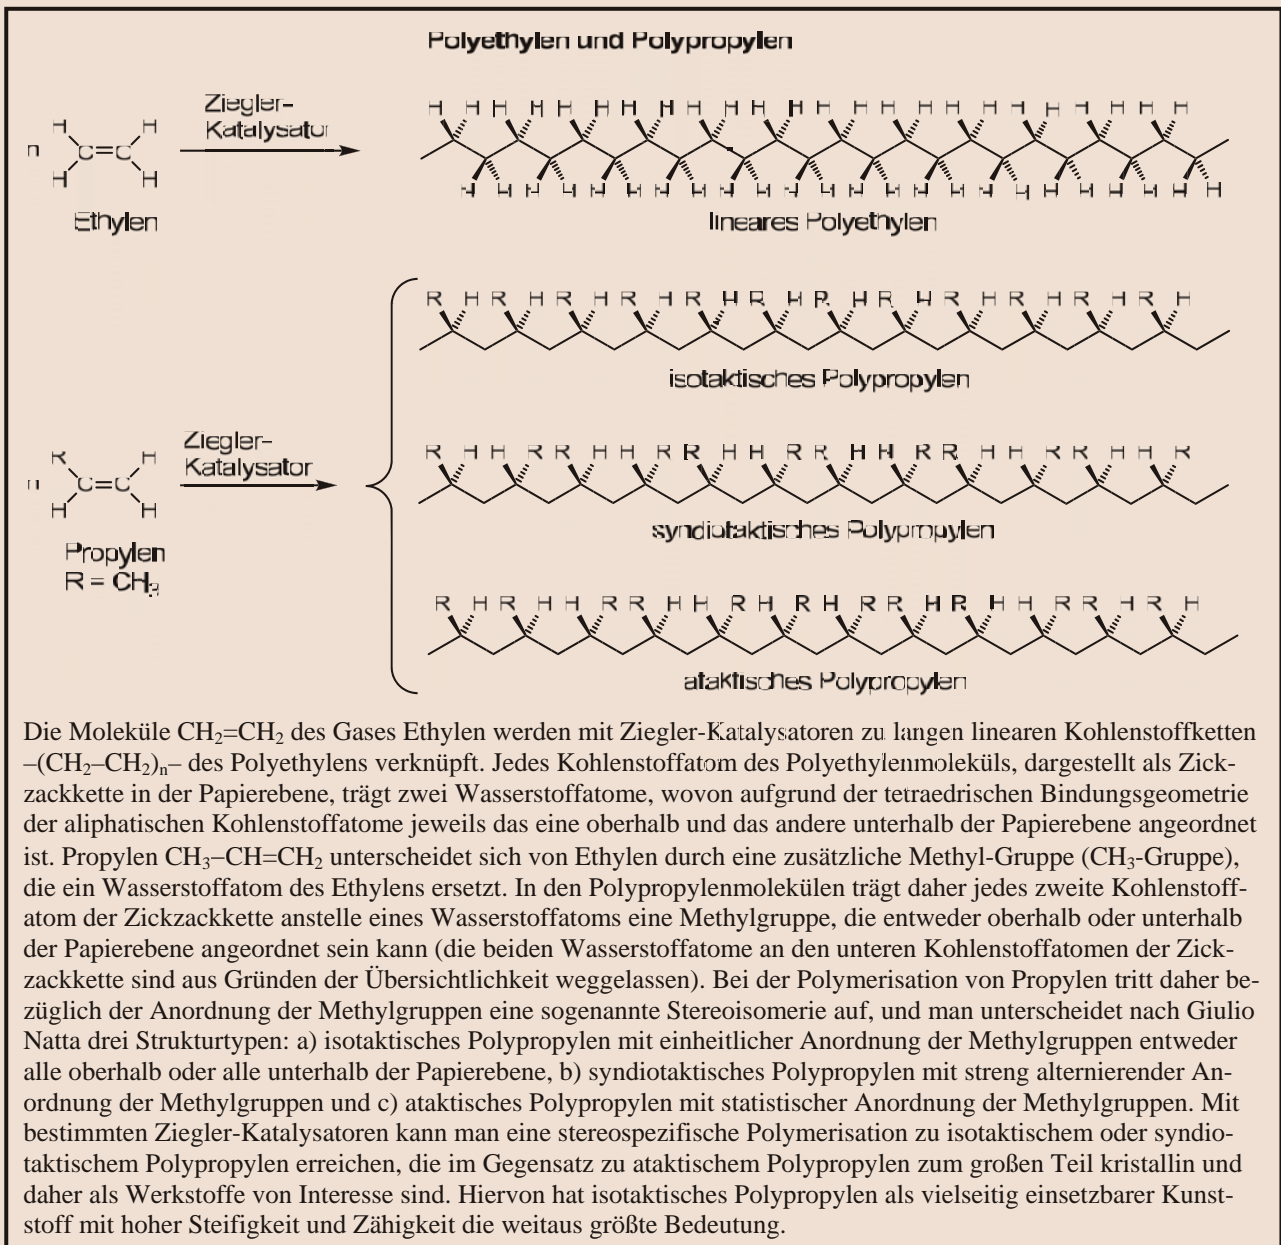 Polyethylen und Polypropylen
Ziegler-
Katalysator
H H H H H H H H H H H H H H H H H H H H H H H H
n H H C=C H H
H H H H H H H H H H H H H H H H H H H H H H H H
Ethylen
lineares Polyethylen
R H R H R H R H R H R H R H R H R H R H R H R H
isotaktisches Polypropylen
Ziegler-
Katalysator
R H H R R H H R R H H R R H H R R H H R R H H R
n R H C=C H H
syndiotaktisches Polypropylen
Propylen
R = CH₃
R H R H H R R H H R H R H R R H R H H R R H R H
ataktisches Polypropylen
Die Moleküle CH₂=CH₂ des Gases Ethylen werden mit Ziegler-Katalysatoren zu langen linearen Kohlenstoffketten
–(CH₂–CH₂)ₙ– des Polyethylens verknüpft. Jedes Kohlenstoffatom des Polyethylenmoleküls, dargestellt als Zick-
zackkette in der Papierebene, trägt zwei Wasserstoffatome, wovon aufgrund der tetraedrischen Bindungsgeometrie
der aliphatischen Kohlenstoffatome jeweils das eine oberhalb und das andere unterhalb der Papierebene angeordnet
ist. Propylen CH₃–CH=CH₂ unterscheidet sich von Ethylen durch eine zusätzliche Methyl-Gruppe (CH₃-Gruppe),
die ein Wasserstoffatom des Ethylens ersetzt. In den Polypropylenmolekülen trägt daher jedes zweite Kohlenstoff-
atom der Zickzackkette anstelle eines Wasserstoffatoms eine Methylgruppe, die entweder oberhalb oder unterhalb
der Papierebene angeordnet sein kann (die beiden Wasserstoffatome an den unteren Kohlenstoffatomen der Zick-
zackkette sind aus Gründen der Übersichtlichkeit weggelassen). Bei der Polymerisation von Propylen tritt daher be-
züglich der Anordnung der Methylgruppen eine sogenannte Stereoisomerie auf, und man unterscheidet nach Giulio
Natta drei Strukturtypen: a) isotaktisches Polypropylen mit einheitlicher Anordnung der Methylgruppen entweder
alle oberhalb oder alle unterhalb der Papierebene, b) syndiotaktisches Polypropylen mit streng alternierender An-
ordnung der Methylgruppen und c) ataktisches Polypropylen mit statistischer Anordnung der Methylgruppen. Mit
bestimmten Ziegler-Katalysatoren kann man eine stereospezifische Polymerisation zu isotaktischem oder syndio-
taktischem Polypropylen erreichen, die im Gegensatz zu ataktischem Polypropylen zum großen Teil kristallin und
daher als Werkstoffe von Interesse sind. Hiervon hat isotaktisches Polypropylen als vielseitig einsetzbarer Kunst-
stoff mit hoher Steifigkeit und Zähigkeit die weitaus größte Bedeutung.